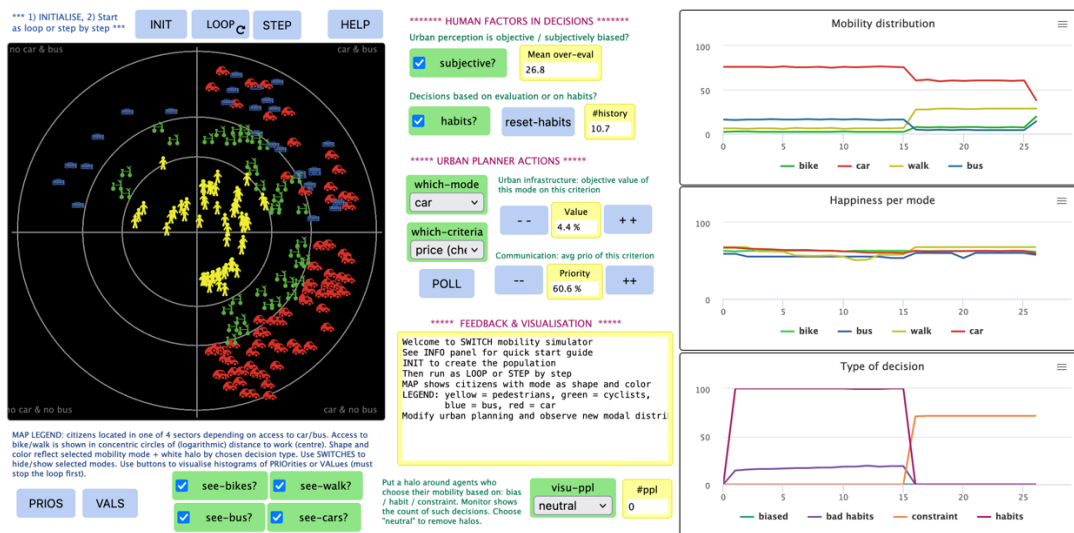 *** 1) INITIALISE, 2) Start
as loop or step by step ***
INIT
LOOP
STEP
HELP
no car & bus
car & bus
no car & no bus
car & no bus
MAP LEGEND: citizens located in one of 4 sectors depending on access to car/bus. Access to
bike/walk is shown in concentric circles of (logarithmic) distance to work (centre). Shape and
color reflect selected mobility mode + white halo by chosen decision type. Use SWITCHES to
hide/show selected modes. Use buttons to visualise histograms of PRIOrities or VALues (must
stop the loop first).
PRIOS
VALS
see-bikes?
see-walk?
see-bus?
see-cars?
******* HUMAN FACTORS IN DECISIONS *******
Urban perception is objective / subjectively biased?
subjective?
Mean over-eval
26.8
Decisions based on evaluation or on habits?
habits?
reset-habits
#history
10.7
***** URBAN PLANNER ACTIONS *****
which-mode
car
Urban infrastructure: objective value of
this mode on this criterion
- -
Value
4.4 %
+ +
which-criteria
price (che
Communication: avg prio of this criterion
POLL
--
Priority
60.6 %
++
***** FEEDBACK & VISUALISATION *****
Welcome to SWITCH mobility simulator
See INFO panel for quick start guide
INIT to create the population
Then run as LOOP or STEP by step
MAP shows citizens with mode as shape and color
LEGEND: yellow = pedestrians, green = cyclists,
blue = bus, red = car
Modify urban planning and observe new modal distri
Put a halo around agents who
choose their mobility based on: bias
/ habit / constraint. Monitor shows
the count of such decisions. Choose
"neutral" to remove halos.
visu-ppl
neutral
#ppl
0
Mobility distribution
100
50
0
0 5 10 15 20 25
bike car walk bus
Happiness per mode
100
0
0 5 10 15 20 25
bike bus walk car
Type of decision
100
50
0
0 5 10 15 20 25
biased bad habits constraint habits